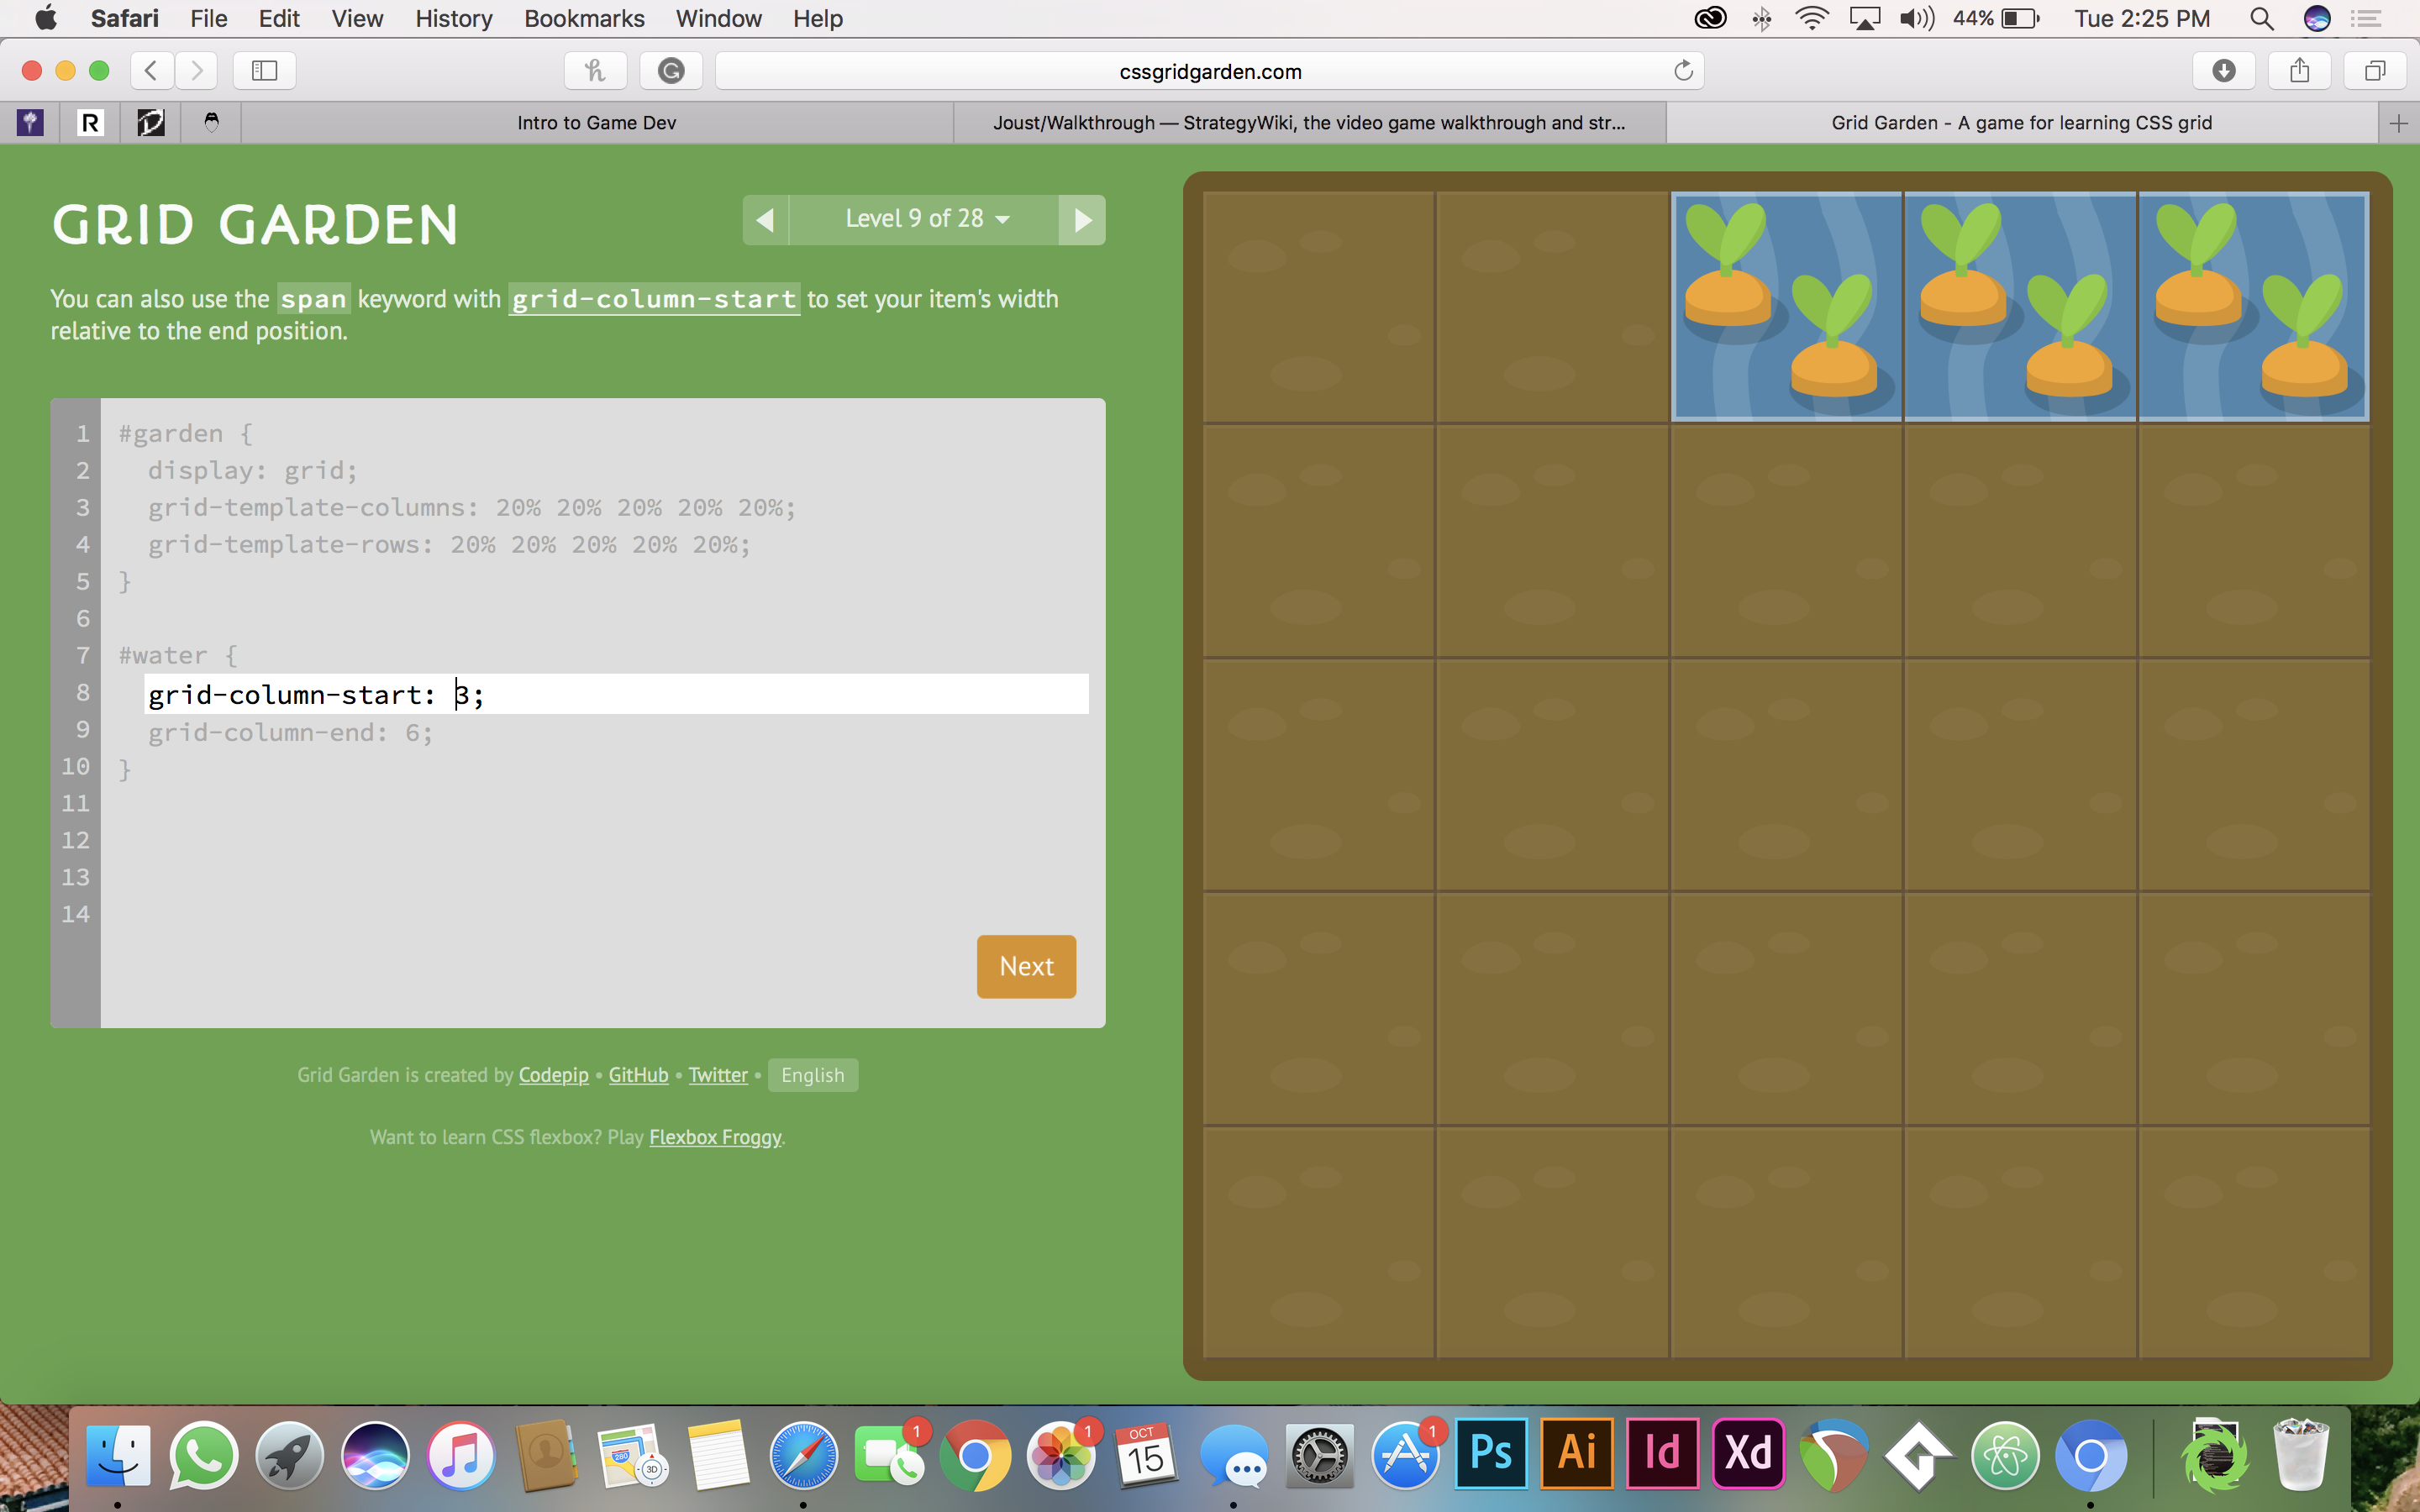 Safari File Edit View History Bookmarks Window Help 44% Tue 2:25 PM
cssgridgarden.com
R Intro to Game Dev Joust/Walkthrough — StrategyWiki, the video game walkthrough and str... Grid Garden - A game for learning CSS grid
GRID GARDEN
Level 9 of 28
You can also use the span keyword with grid-column-start to set your item's width
relative to the end position.
1 #garden {
2 display: grid;
3 grid-template-columns: 20% 20% 20% 20% 20%;
4 grid-template-rows: 20% 20% 20% 20% 20%;
5 }
6
7 #water {
8 grid-column-start: 3;
9 grid-column-end: 6;
10 }
11
12
13
14
Next
Grid Garden is created by Codepip • GitHub • Twitter • English
Want to learn CSS flexbox? Play Flexbox Froggy.
280 3D 1 1 OCT 15 1 Ps Ai Id Xd